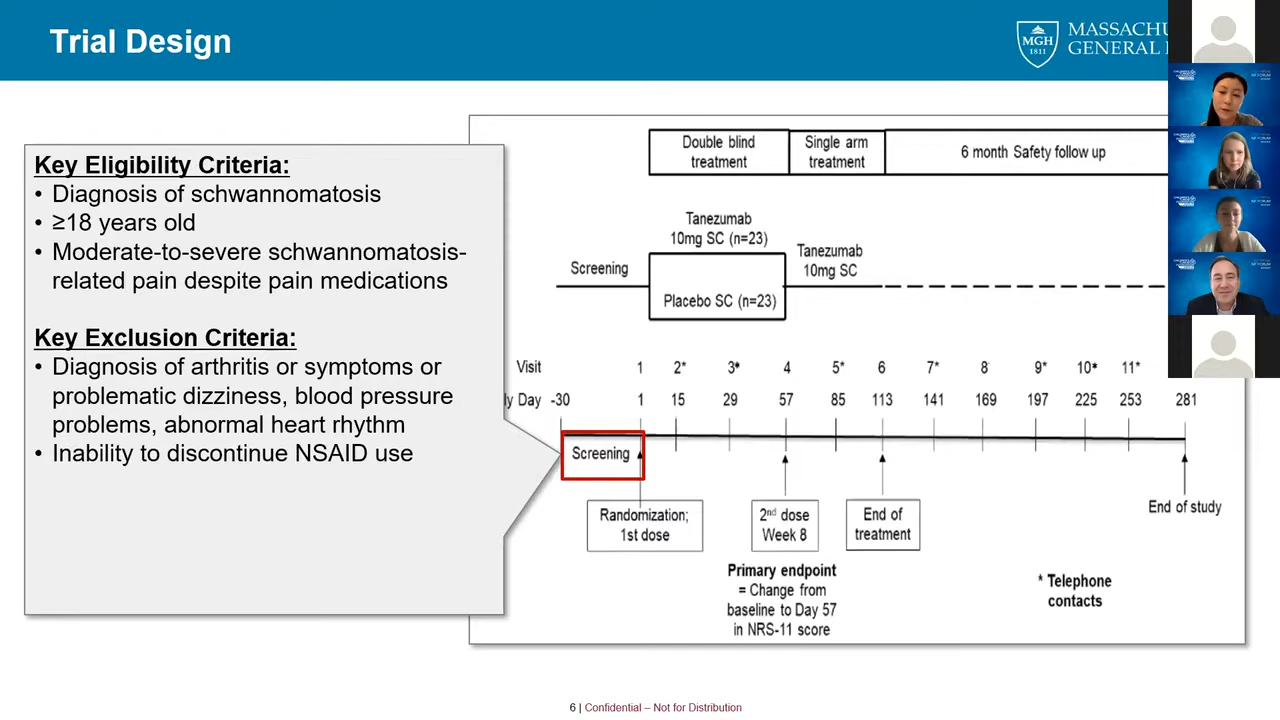 Trial Design
MASSACHU
GENERAL
MGH
1811
Key Eligibility Criteria:
• Diagnosis of schwannomatosis
• ≥18 years old
• Moderate-to-severe schwannomatosis-
related pain despite pain medications
Key Exclusion Criteria:
• Diagnosis of arthritis or symptoms or
problematic dizziness, blood pressure
problems, abnormal heart rhythm
• Inability to discontinue NSAID use
Double blind
treatment
Single arm
treatment
6 month Safety follow up
Tanezumab
10mg SC (n=23)
Tanezumab
10mg SC
Screening
Placebo SC (n=23)
Visit 1 2* 3* 4 5* 6 7* 8 9* 10* 11*
y Day -30 1 15 29 57 85 113 141 169 197 225 253 281
Screening
Randomization;
1st dose
2nd dose
Week 8
End of
treatment
End of study
Primary endpoint
= Change from
baseline to Day 57
in NRS-11 score
* Telephone
contacts
6 | Confidential – Not for Distribution